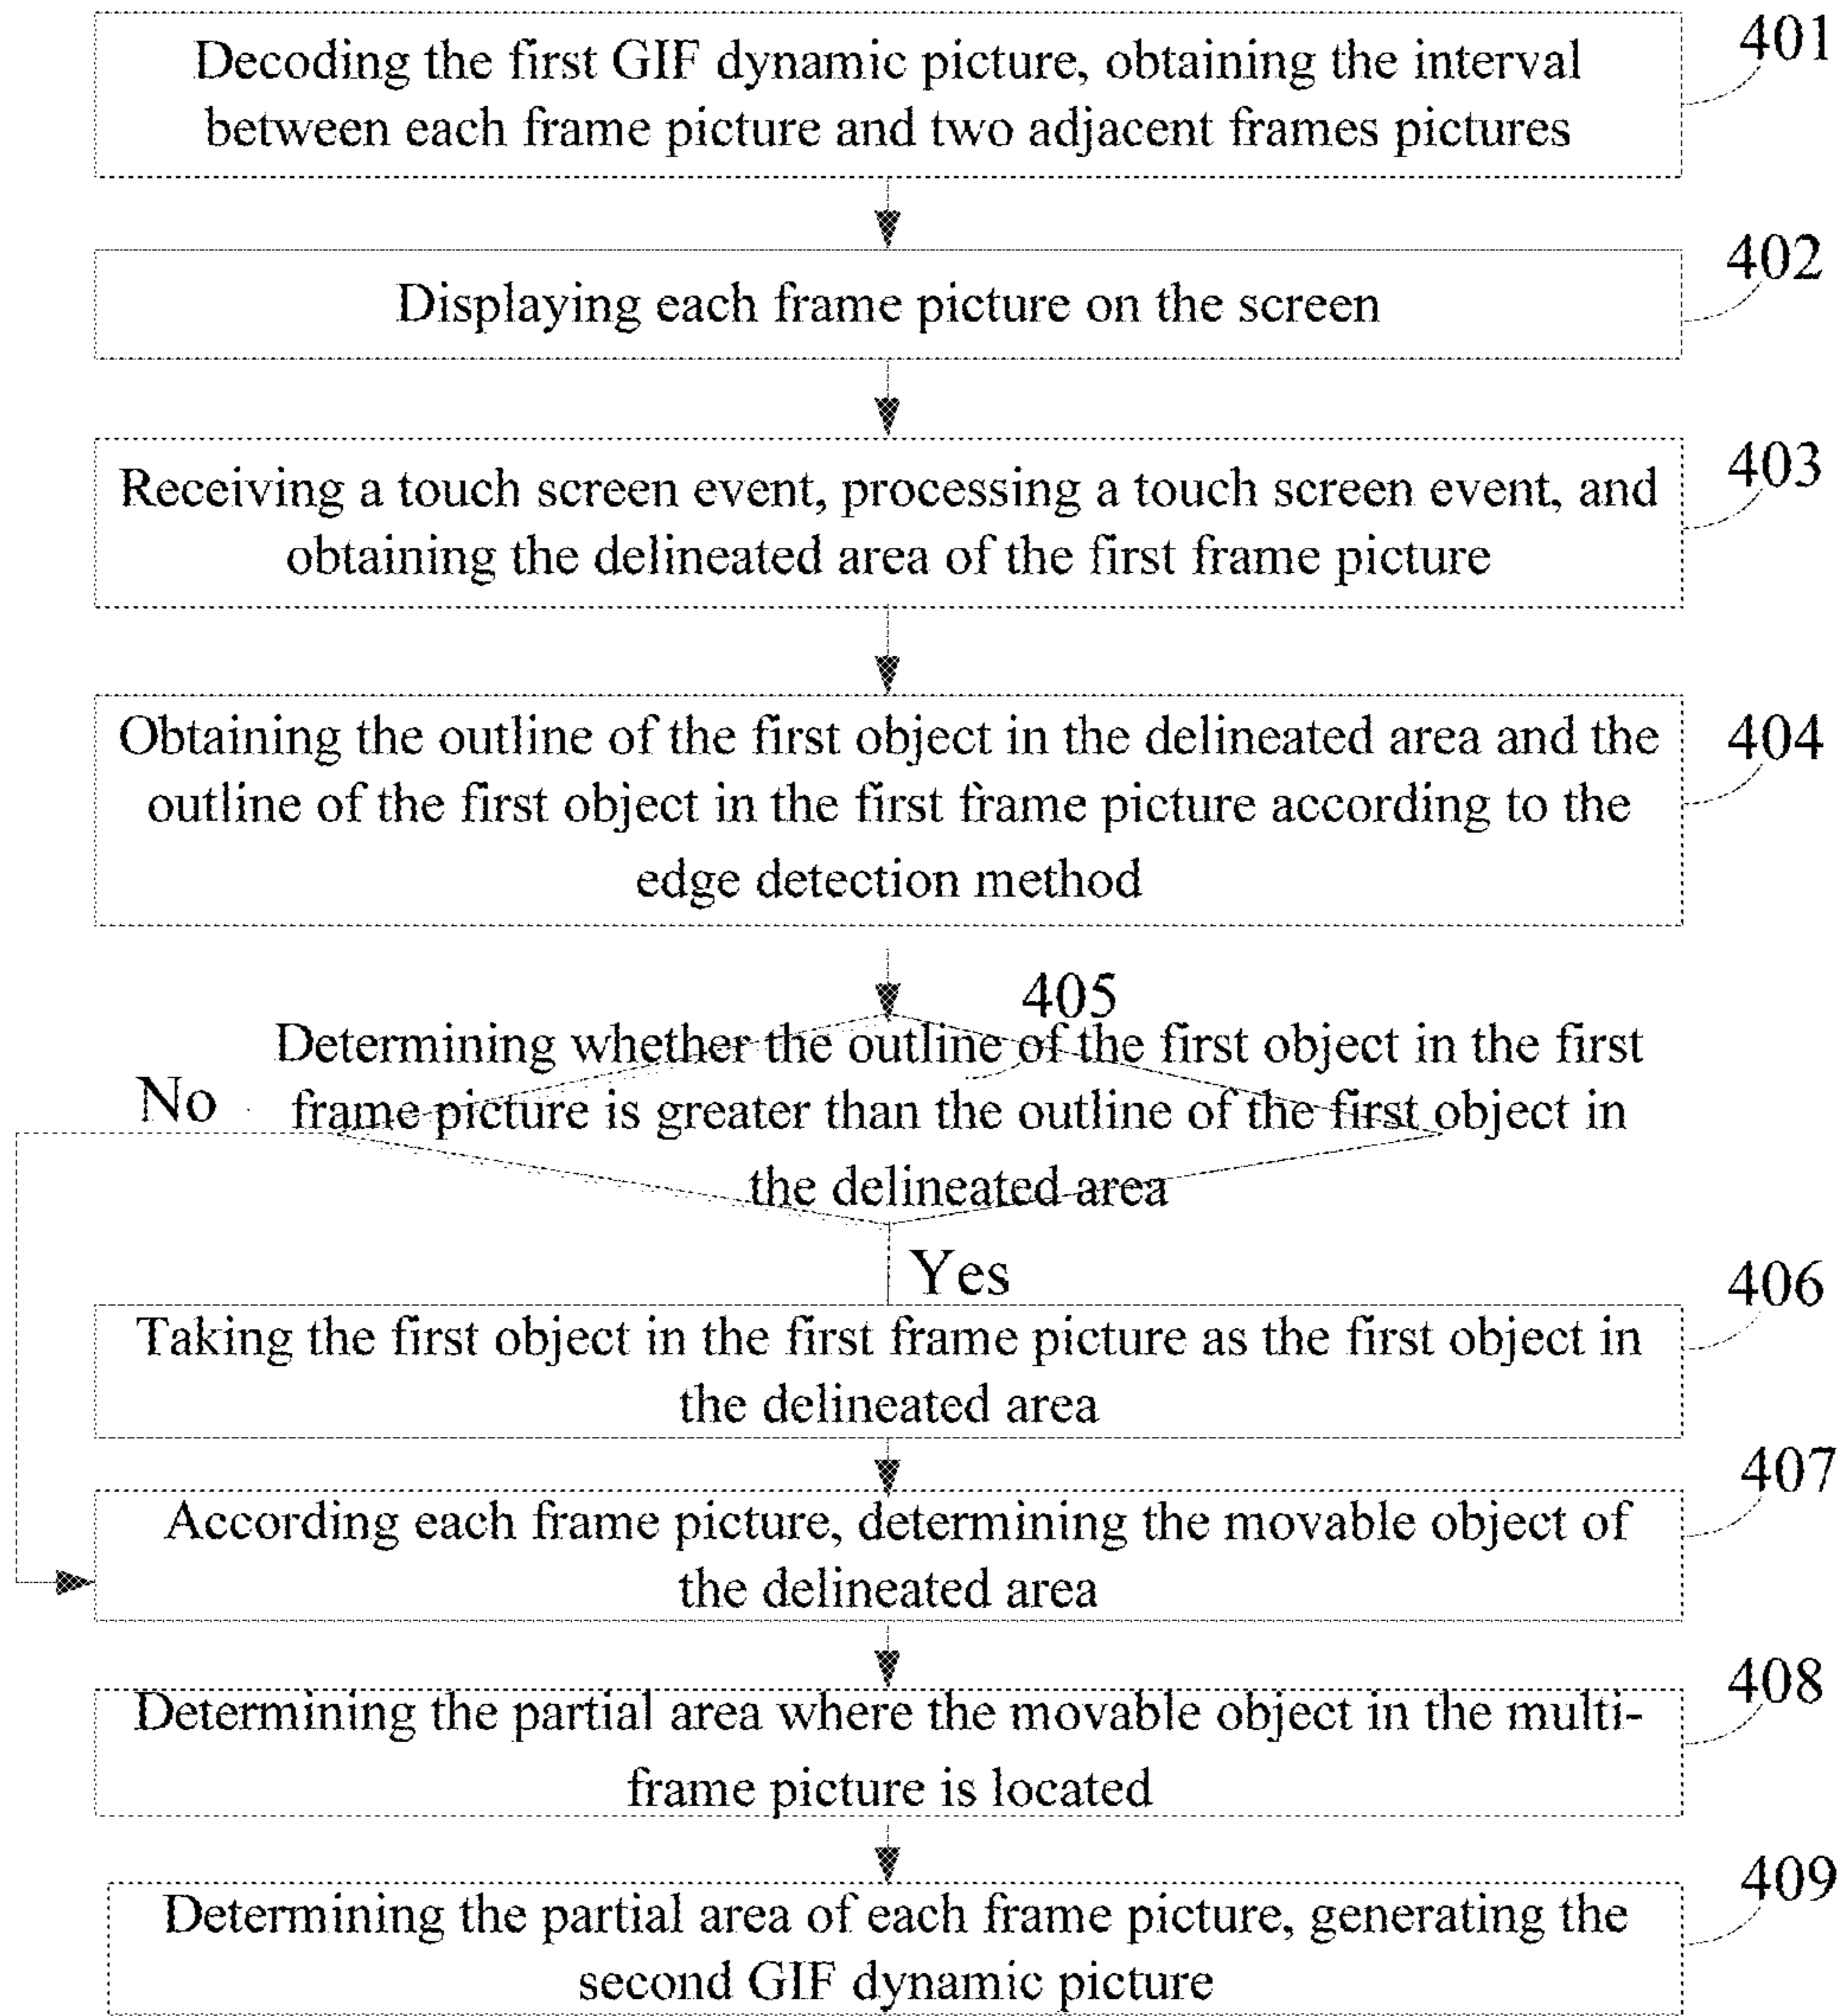 401
Decoding the first GIF dynamic picture, obtaining the interval
between each frame picture and two adjacent frames pictures
402
Displaying each frame picture on the screen
403
Receiving a touch screen event, processing a touch screen event, and
obtaining the delineated area of the first frame picture
404
Obtaining the outline of the first object in the delineated area and the
outline of the first object in the first frame picture according to the
edge detection method
405
Determining whether the outline of the first object in the first
No
frame picture is greater than the outline of the first object in
the delineated area
Yes
406
Taking the first object in the first frame picture as the first object in
the delineated area
407
According each frame picture, determining the movable object of
the delineated area
408
Determining the partial area where the movable object in the multi-
frame picture is located
409
Determining the partial area of each frame picture, generating the
second GIF dynamic picture